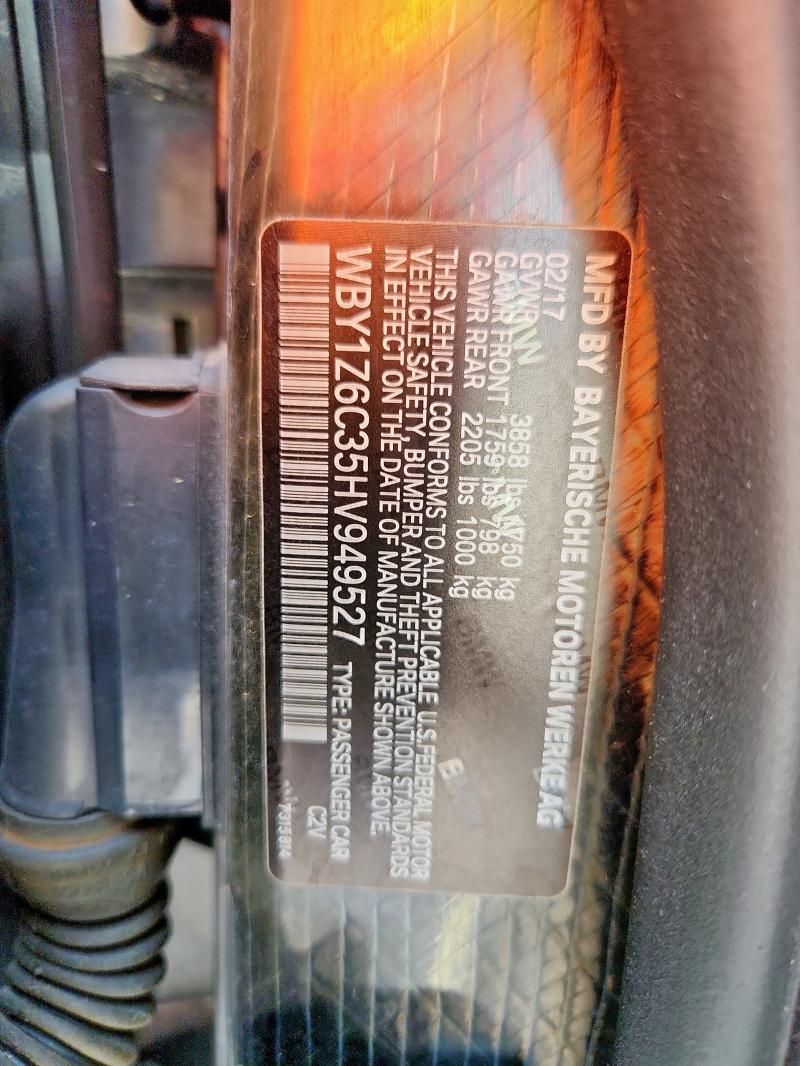 MFD BY BAYERISCHE MOTOREN WERKE AG
02/17
GVWR 3858 lbs 1750 kg
GAWR FRONT 1759 lbs 798 kg
GAWR REAR 2205 lbs 1000 kg
THIS VEHICLE CONFORMS TO ALL APPLICABLE U.S. FEDERAL MOTOR
VEHICLE SAFETY, BUMPER AND THEFT PREVENTION STANDARDS
IN EFFECT ON THE DATE OF MANUFACTURE SHOWN ABOVE.
WBY1Z6C35HV949527 TYPE: PASSENGER CAR
C2V